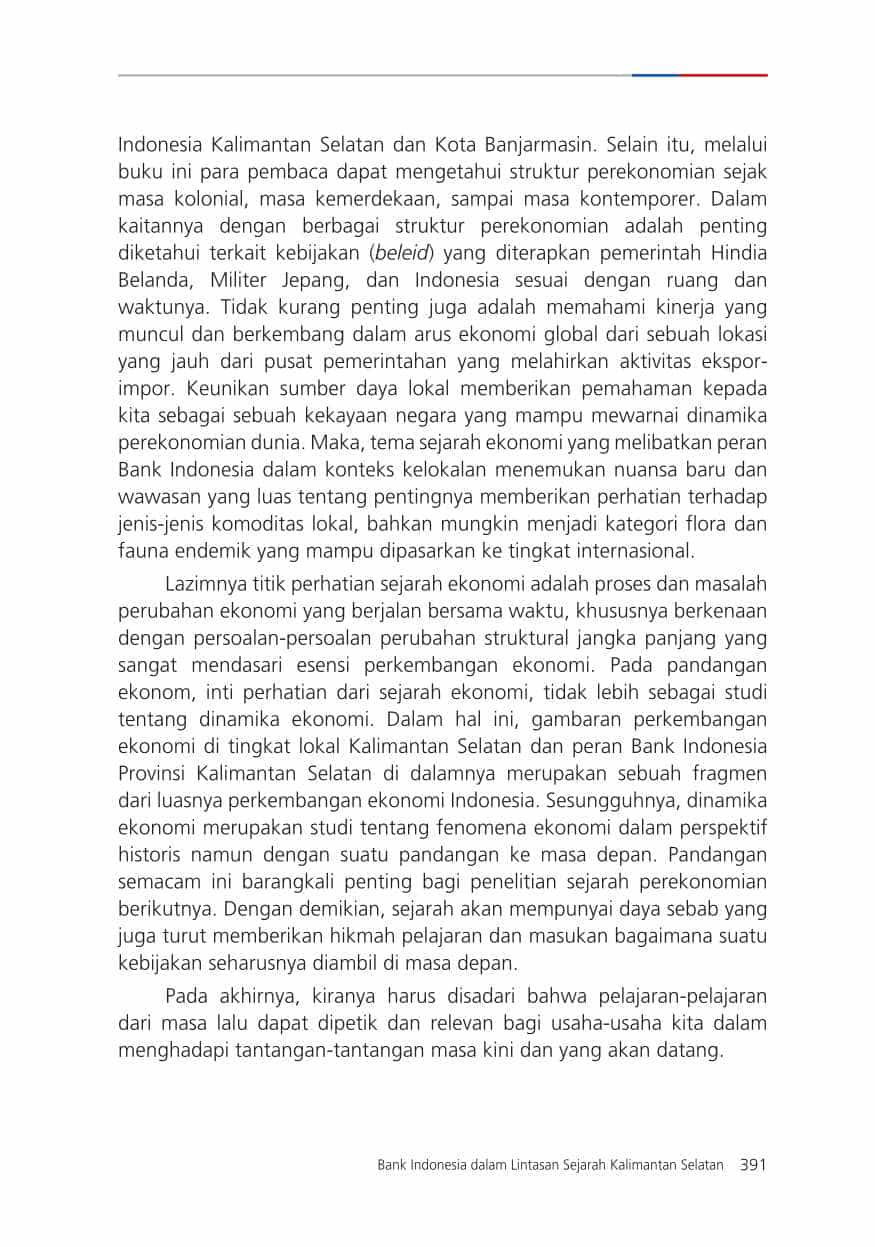 Indonesia Kalimantan Selatan dan Kota Banjarmasin. Selain itu, melalui
buku ini para pembaca dapat mengetahui struktur perekonomian sejak
masa kolonial, masa kemerdekaan, sampai masa kontemporer. Dalam
kaitannya dengan berbagai struktur perekonomian adalah penting
diketahui terkait kebijakan (beleid) yang diterapkan pemerintah Hindia
Belanda, Militer Jepang, dan Indonesia sesuai dengan ruang dan
waktunya. Tidak kurang penting juga adalah memahami kinerja yang
muncul dan berkembang dalam arus ekonomi global dari sebuah lokasi
yang jauh dari pusat pemerintahan yang melahirkan aktivitas ekspor-
impor. Keunikan sumber daya lokal memberikan pemahaman kepada
kita sebagai sebuah kekayaan negara yang mampu mewarnai dinamika
perekonomian dunia. Maka, tema sejarah ekonomi yang melibatkan peran
Bank Indonesia dalam konteks kelokalan menemukan nuansa baru dan
wawasan yang luas tentang pentingnya memberikan perhatian terhadap
jenis-jenis komoditas lokal, bahkan mungkin menjadi kategori flora dan
fauna endemik yang mampu dipasarkan ke tingkat internasional.
Lazimnya titik perhatian sejarah ekonomi adalah proses dan masalah
perubahan ekonomi yang berjalan bersama waktu, khususnya berkenaan
dengan persoalan-persoalan perubahan struktural jangka panjang yang
sangat mendasari esensi perkembangan ekonomi. Pada pandangan
ekonom, inti perhatian dari sejarah ekonomi, tidak lebih sebagai studi
tentang dinamika ekonomi. Dalam hal ini, gambaran perkembangan
ekonomi di tingkat lokal Kalimantan Selatan dan peran Bank Indonesia
Provinsi Kalimantan Selatan di dalamnya merupakan sebuah fragmen
dari luasnya perkembangan ekonomi Indonesia. Sesungguhnya, dinamika
ekonomi merupakan studi tentang fenomena ekonomi dalam perspektif
historis namun dengan suatu pandangan ke masa depan. Pandangan
semacam ini barangkali penting bagi penelitian sejarah perekonomian
berikutnya. Dengan demikian, sejarah akan mempunyai daya sebab yang
juga turut memberikan hikmah pelajaran dan masukan bagaimana suatu
kebijakan seharusnya diambil di masa depan.
Pada akhirnya, kiranya harus disadari bahwa pelajaran-pelajaran
dari masa lalu dapat dipetik dan relevan bagi usaha-usaha kita dalam
menghadapi tantangan-tantangan masa kini dan yang akan datang.
Bank Indonesia dalam Lintasan Sejarah Kalimantan Selatan 391